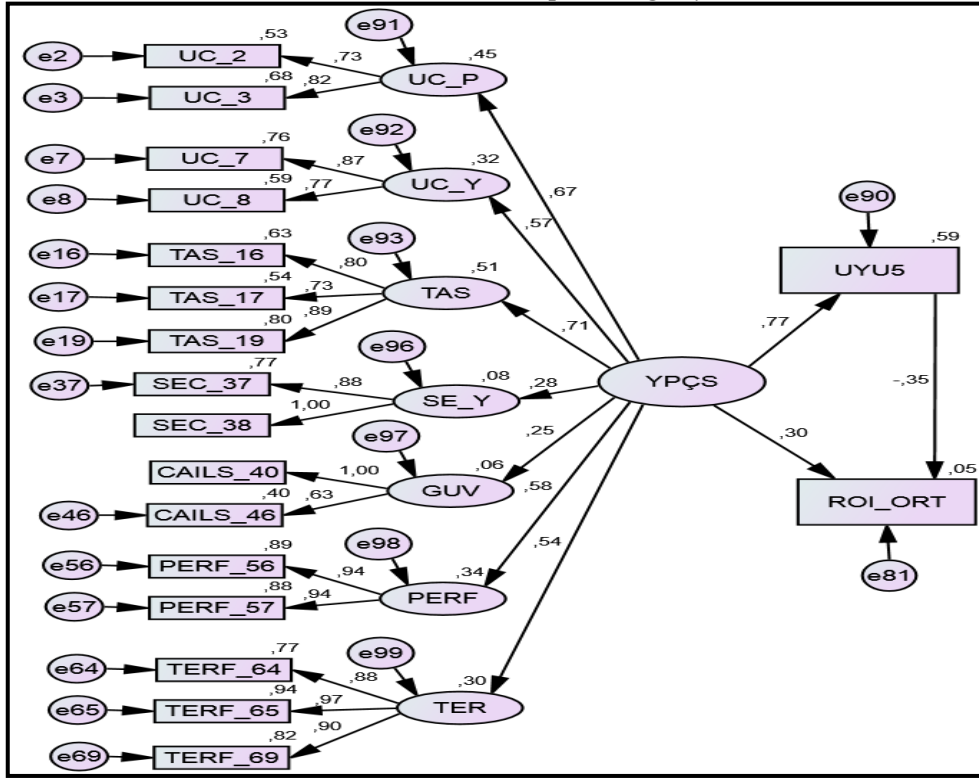 e91
,53
e2
UC_2
,73
,45
UC_P
,68
,82
e3
UC_3
e92
,76
e7
UC_7
,87
,32
UC_Y
,59
,77
e8
UC_8
,67
,57
e93
,63
e16
TAS_16
,80
,51
TAS
,54
,73
e17
TAS_17
,89
,80
e19
TAS_19
,71
e90
,59
UYU5
,77
e96
,77
e37
SEC_37
,88
,08
SE_Y
,28
1,00
SEC_38
YPÇS
-,35
,30
e97
,25
CAILS_40
1,00
,06
GUV
,58
,40
,63
e46
CAILS_46
,05
ROI_ORT
e81
e98
,54
,89
e56
PERF_56
,94
,34
PERF
,88
,94
e57
PERF_57
e99
,77
e64
TERF_64
,88
,30
TER
,94
,97
e65
TERF_65
,90
,82
e69
TERF_69